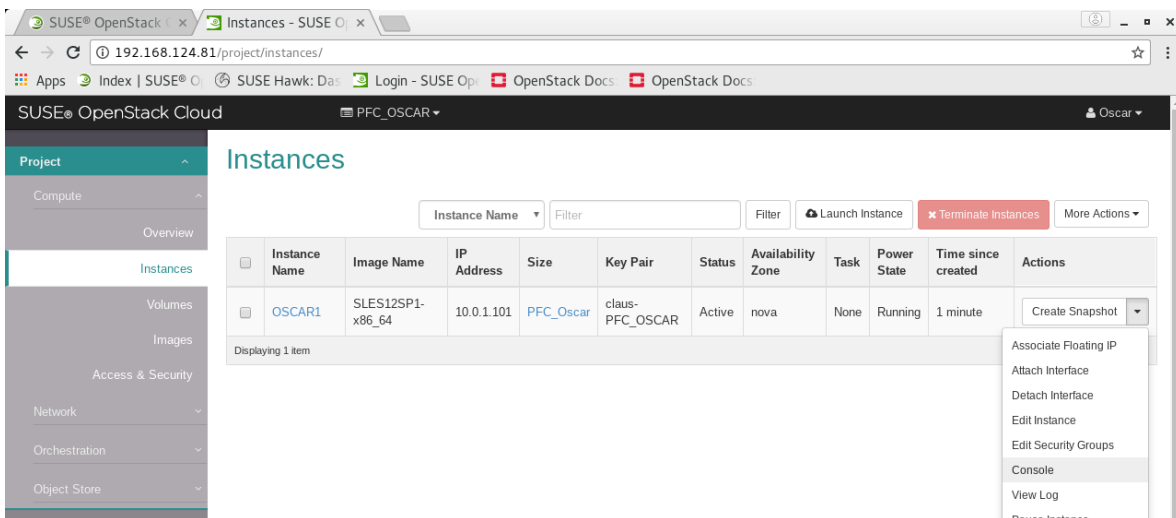 SUSE® OpenStack C
Instances - SUSE O
192.168.124.81/project/instances/
Apps Index | SUSE® O SUSE Hawk: Das Login - SUSE Ope OpenStack Docs OpenStack Docs
SUSE® OpenStack Cloud PFC_OSCAR Oscar
Project
Compute
Overview
Instances
Volumes
Images
Access & Security
Network
Orchestration
Object Store
Instances
Instance Name Filter Filter Launch Instance Terminate Instances More Actions
Instance Name Image Name IP Address Size Key Pair Status Availability Zone Task Power State Time since created Actions
OSCAR1 SLES12SP1-x86_64 10.0.1.101 PFC_Oscar claus-PFC_OSCAR Active nova None Running 1 minute Create Snapshot
Displaying 1 item
Associate Floating IP
Attach Interface
Detach Interface
Edit Instance
Edit Security Groups
Console
View Log